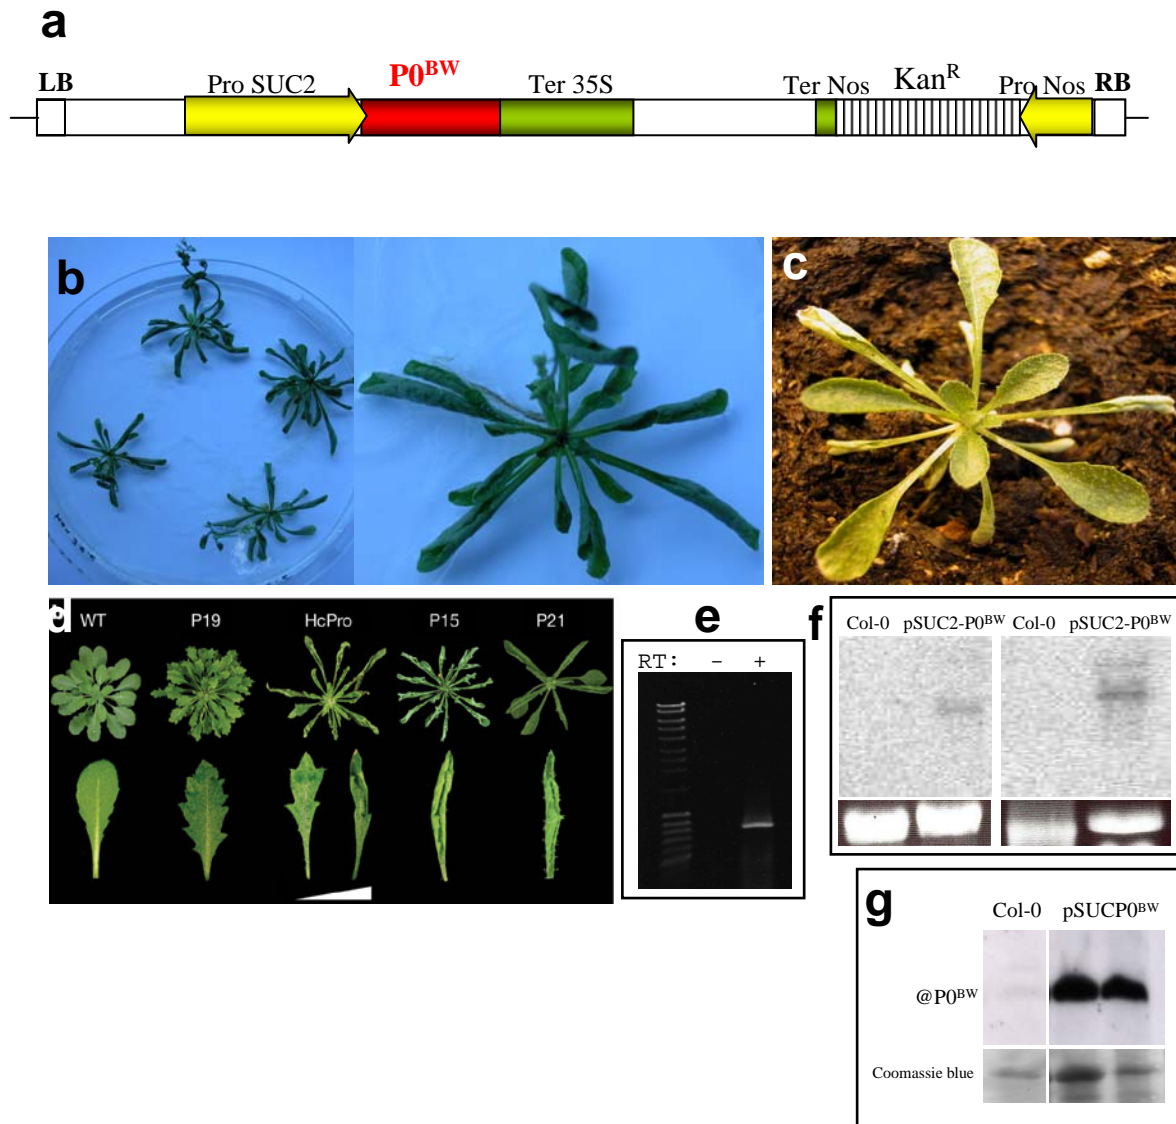 a
LB Pro SUC2 P0ᴮᵂ Ter 35S Ter Nos Kanᴿ Pro Nos RB
b
c
d
WT P19 HcPro P15 P21
e
RT: - +
f
Col-0 pSUC2-P0ᴮᵂ Col-0 pSUC2-P0ᴮᵂ
g
Col-0 pSUCP0ᴮᵂ
@P0ᴮᵂ
Coomassie blue